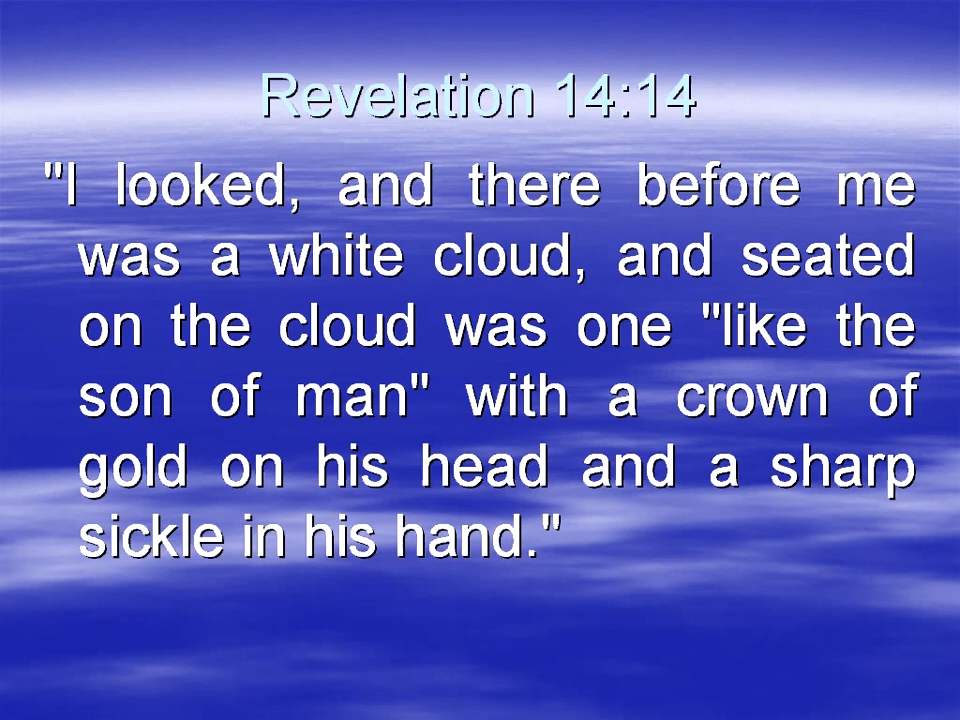 Revelation 14:14
"I looked, and there before me
was a white cloud, and seated
on the cloud was one "like the
son of man" with a crown of
gold on his head and a sharp
sickle in his hand."